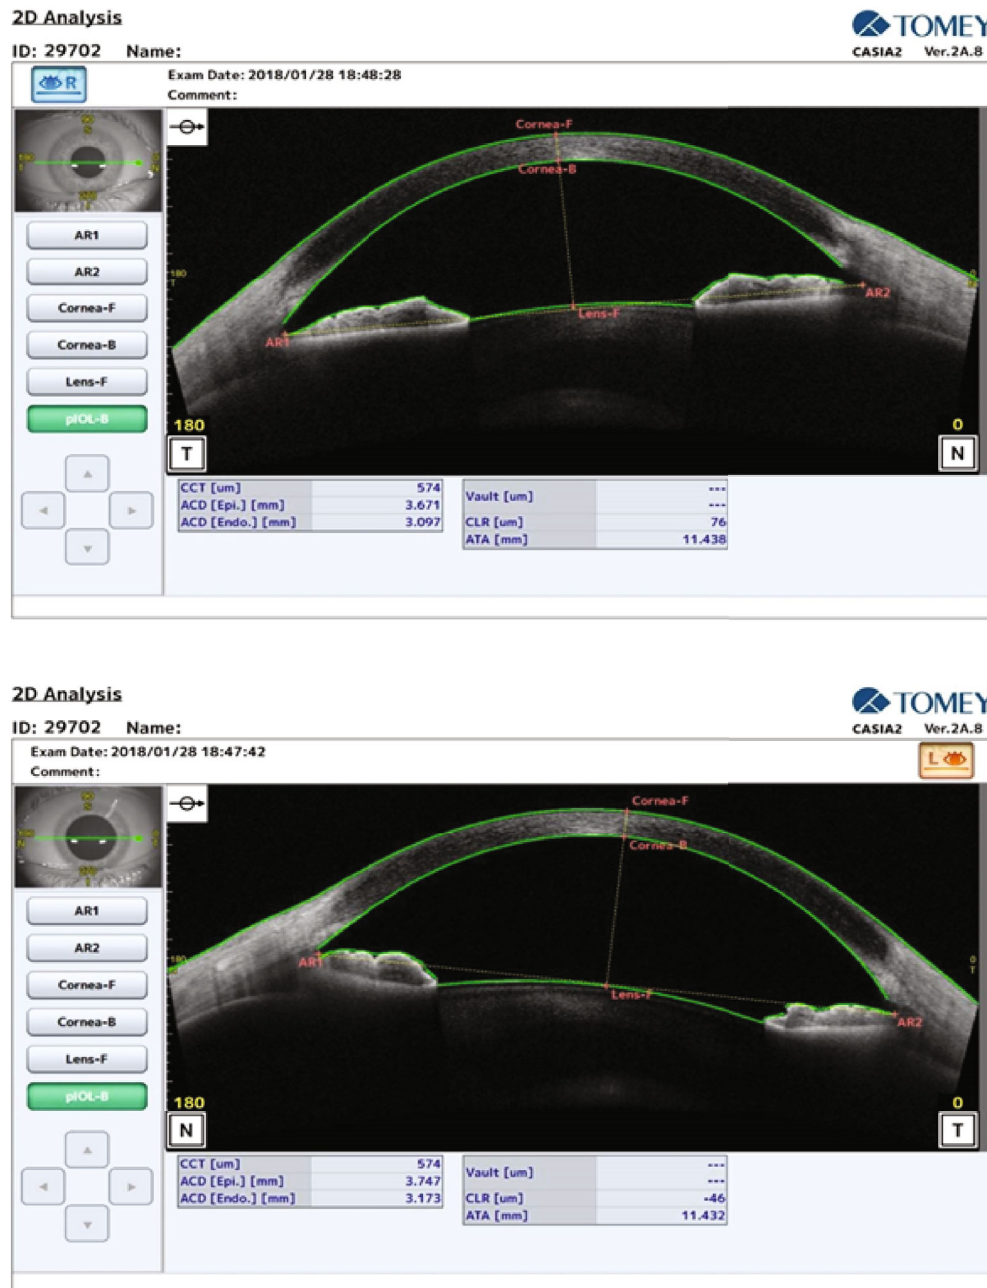 2D Analysis
TOMEY
ID: 29702 Name:
CASIA2 Ver.2A.8
R
Exam Date: 2018/01/28 18:48:28
Comment:
AR1
AR2
Cornea-F
Cornea-B
Lens-F
pIOL-B
Cornea-F
Cornea-B
180
T
0
AR1
Lens-F
AR2
180
0
T
N
CCT [um] 574
ACD [Epi.] [mm] 3.671
ACD [Endo.] [mm] 3.097
Vault [um] ---
---
CLR [um] 76
ATA [mm] 11.438
2D Analysis
TOMEY
ID: 29702 Name:
CASIA2 Ver.2A.8
Exam Date: 2018/01/28 18:47:42
L
Comment:
AR1
AR2
Cornea-F
Cornea-B
Lens-F
pIOL-B
Cornea-F
Cornea-B
180
0
T
AR1
Lens-F
AR2
180
0
N
T
CCT [um] 574
ACD [Epi.] [mm] 3.747
ACD [Endo.] [mm] 3.173
Vault [um] ---
---
CLR [um] -46
ATA [mm] 11.432